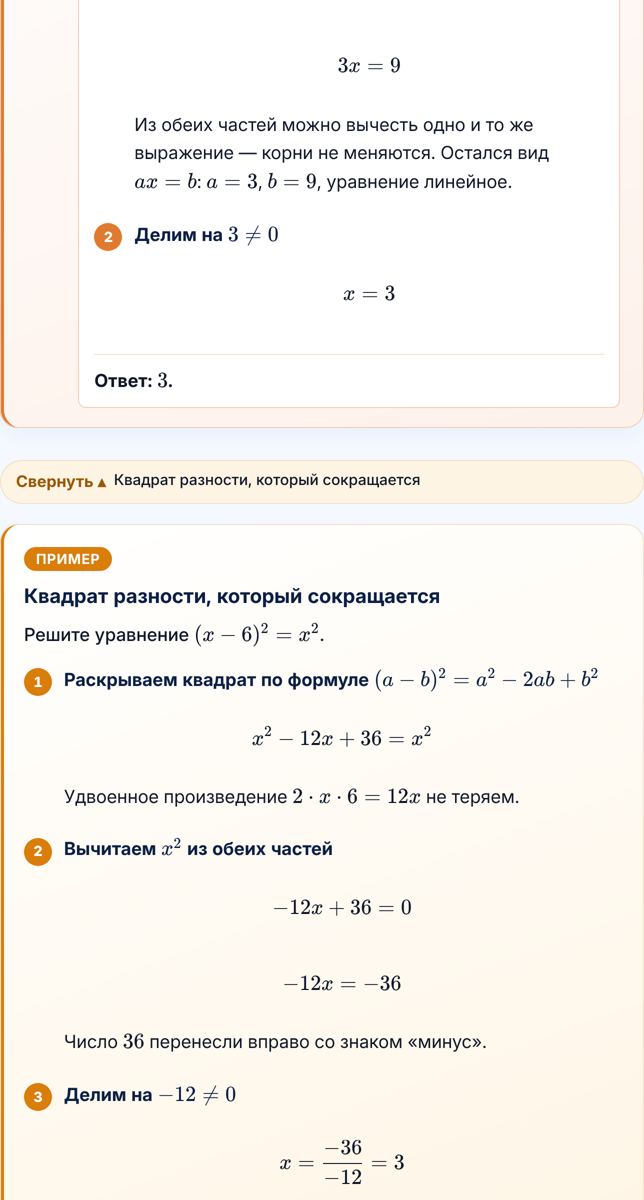 3x = 9
Из обеих частей можно вычесть одно и то же
выражение — корни не меняются. Остался вид
ax = b: a = 3, b = 9, уравнение линейное.
2 Делим на 3 ≠ 0
x = 3
Ответ: 3.
Свернуть ▴ Квадрат разности, который сокращается
ПРИМЕР
Квадрат разности, который сокращается
Решите уравнение (x − 6)² = x².
1 Раскрываем квадрат по формуле (a − b)² = a² − 2ab + b²
x² − 12x + 36 = x²
Удвоенное произведение 2 · x · 6 = 12x не теряем.
2 Вычитаем x² из обеих частей
−12x + 36 = 0
−12x = −36
Число 36 перенесли вправо со знаком «минус».
3 Делим на −12 ≠ 0
x = −36/−12 = 3